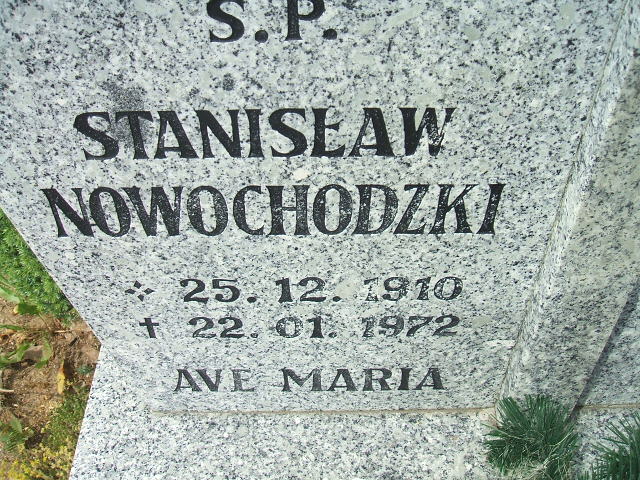 S.P.
STANISŁAW
NOWOCHODZKI
25.12.1910
† 22.01.1972
AVE MARIA